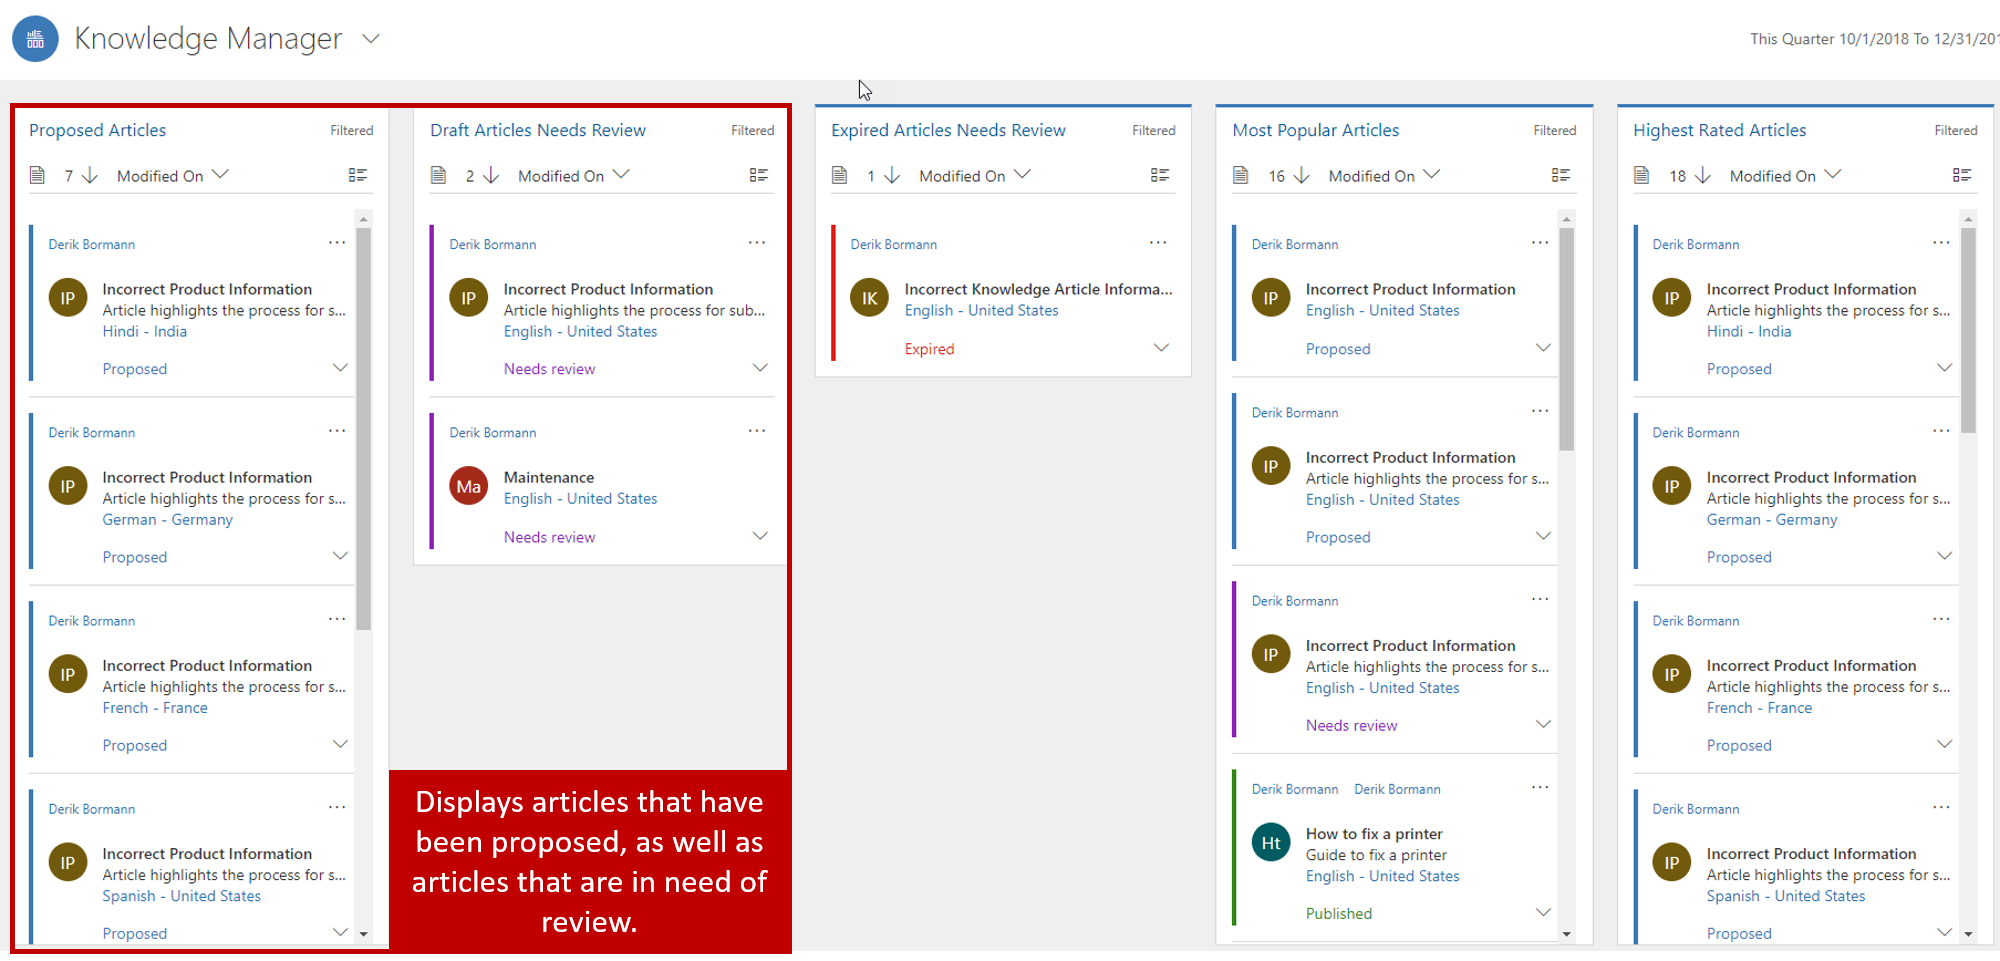 Knowledge Manager
This Quarter 10/1/2018 To 12/31/201
Proposed Articles Filtered
7 Modified On
Derik Bormann ...
IP Incorrect Product Information
Article highlights the process for s...
Hindi - India
Proposed
Derik Bormann ...
IP Incorrect Product Information
Article highlights the process for s...
German - Germany
Proposed
Derik Bormann ...
IP Incorrect Product Information
Article highlights the process for s...
French - France
Proposed
Derik Bormann ...
IP Incorrect Product Information
Article highlights the process for s...
Spanish - United States
Proposed
Draft Articles Needs Review Filtered
2 Modified On
Derik Bormann ...
IP Incorrect Product Information
Article highlights the process for sub...
English - United States
Needs review
Derik Bormann ...
Ma Maintenance
English - United States
Needs review
Displays articles that have
been proposed, as well as
articles that are in need of
review.
Expired Articles Needs Review Filtered
1 Modified On
Derik Bormann ...
IK Incorrect Knowledge Article Informa...
English - United States
Expired
Most Popular Articles Filtered
16 Modified On
Derik Bormann ...
IP Incorrect Product Information
English - United States
Proposed
Derik Bormann ...
IP Incorrect Product Information
Article highlights the process for s...
English - United States
Proposed
Derik Bormann ...
IP Incorrect Product Information
Article highlights the process for s...
English - United States
Needs review
Derik Bormann Derik Bormann ...
Ht How to fix a printer
Guide to fix a printer
English - United States
Published
Highest Rated Articles Filtered
18 Modified On
Derik Bormann ...
IP Incorrect Product Information
Article highlights the process for s...
Hindi - India
Proposed
Derik Bormann ...
IP Incorrect Product Information
Article highlights the process for s...
German - Germany
Proposed
Derik Bormann ...
IP Incorrect Product Information
Article highlights the process for s...
French - France
Proposed
Derik Bormann ...
IP Incorrect Product Information
Article highlights the process for s...
Spanish - United States
Proposed